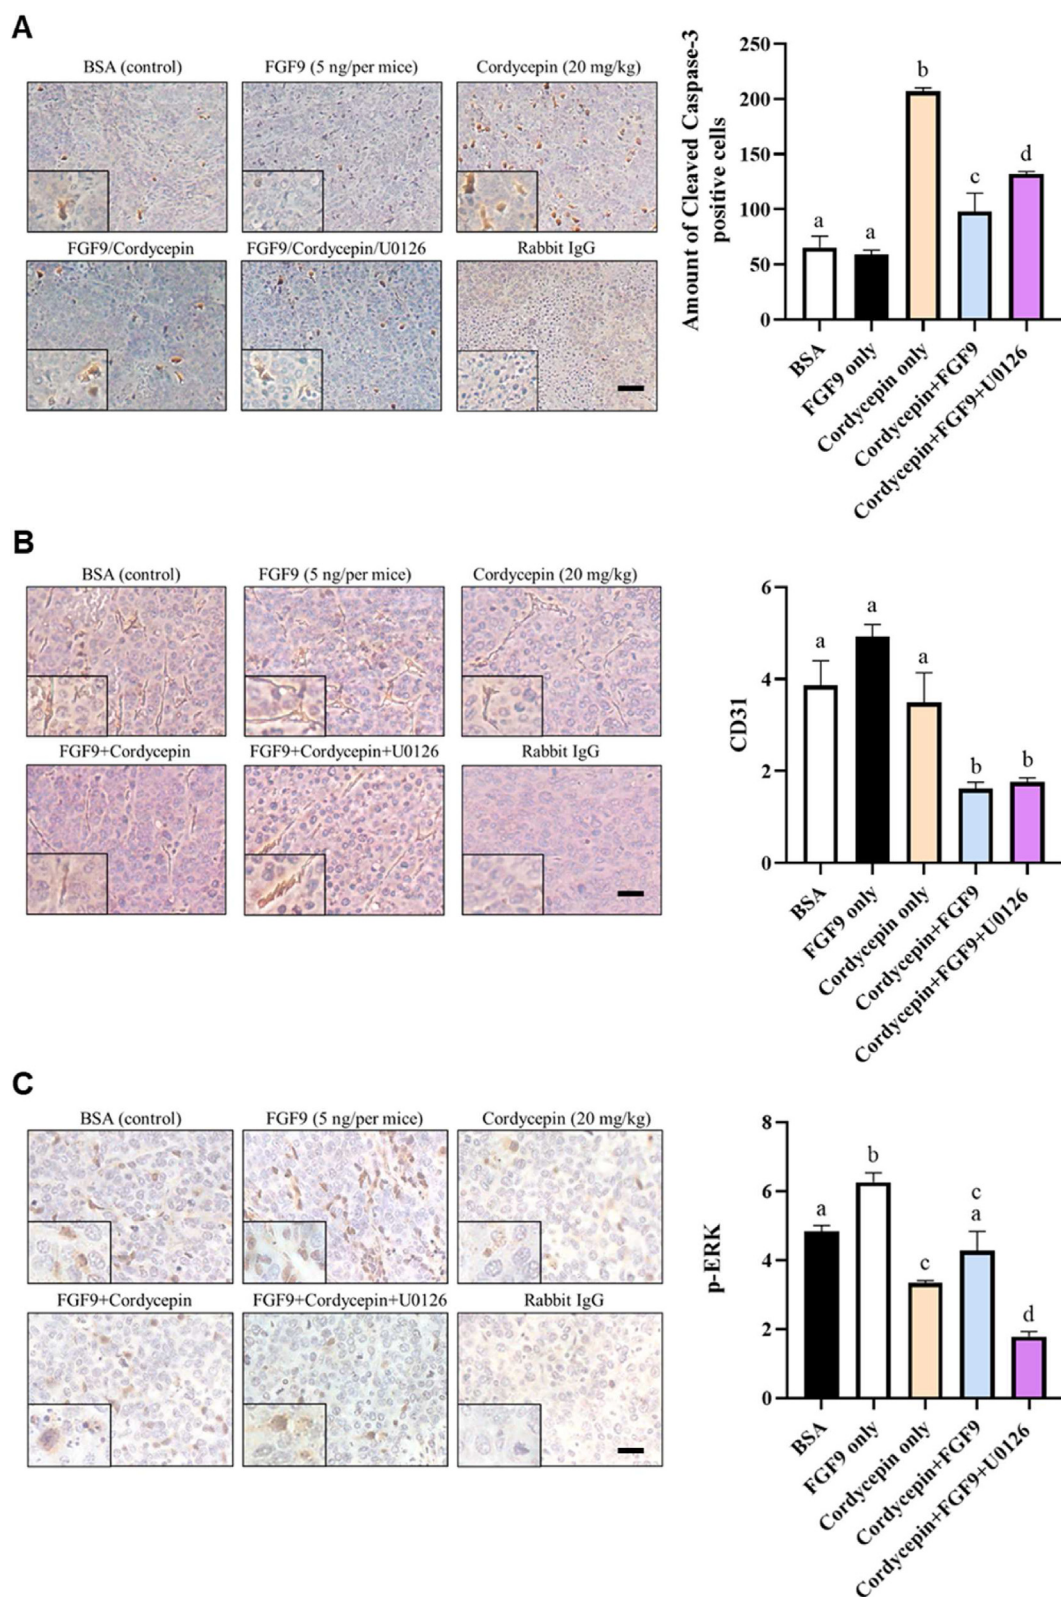 A
BSA (control)
FGF9 (5 ng/per mice)
Cordycepin (20 mg/kg)
FGF9/Cordycepin
FGF9/Cordycepin/U0126
Rabbit IgG
Amount of Cleaved Caspase-3
positive cells
250
200
150
100
50
0
a
a
b
c
d
BSA
FGF9 only
Cordycepin only
Cordycepin+FGF9
Cordycepin+FGF9+U0126
B
BSA (control)
FGF9 (5 ng/per mice)
Cordycepin (20 mg/kg)
FGF9+Cordycepin
FGF9+Cordycepin+U0126
Rabbit IgG
CD31
6
4
2
0
a
a
a
b
b
BSA
FGF9 only
Cordycepin only
Cordycepin+FGF9
Cordycepin+FGF9+U0126
C
BSA (control)
FGF9 (5 ng/per mice)
Cordycepin (20 mg/kg)
FGF9+Cordycepin
FGF9+Cordycepin+U0126
Rabbit IgG
p-ERK
8
6
4
2
0
a
b
c
c
a
d
BSA
FGF9 only
Cordycepin only
Cordycepin+FGF9
Cordycepin+FGF9+U0126